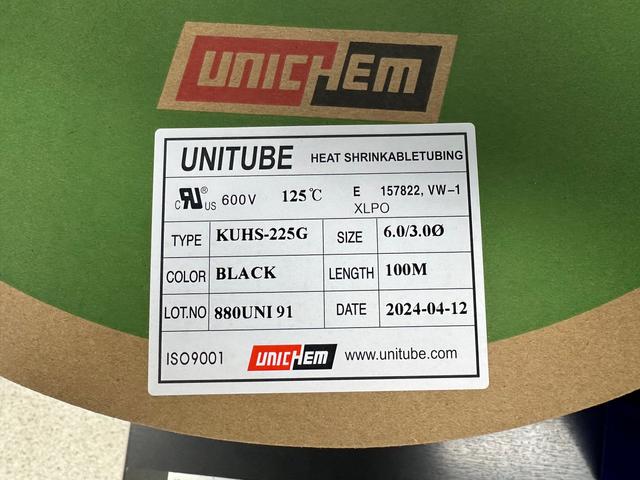 UNICHEM
UNITUBE HEAT SHRINKABLETUBING
c RU ® US 600V 125℃ E 157822, VW-1
XLPO
TYPE KUHS-225G SIZE 6.0/3.0Ø
COLOR BLACK LENGTH 100M
LOT.NO 880UNI 91 DATE 2024-04-12
ISO9001 UNICHEM www.unitube.com